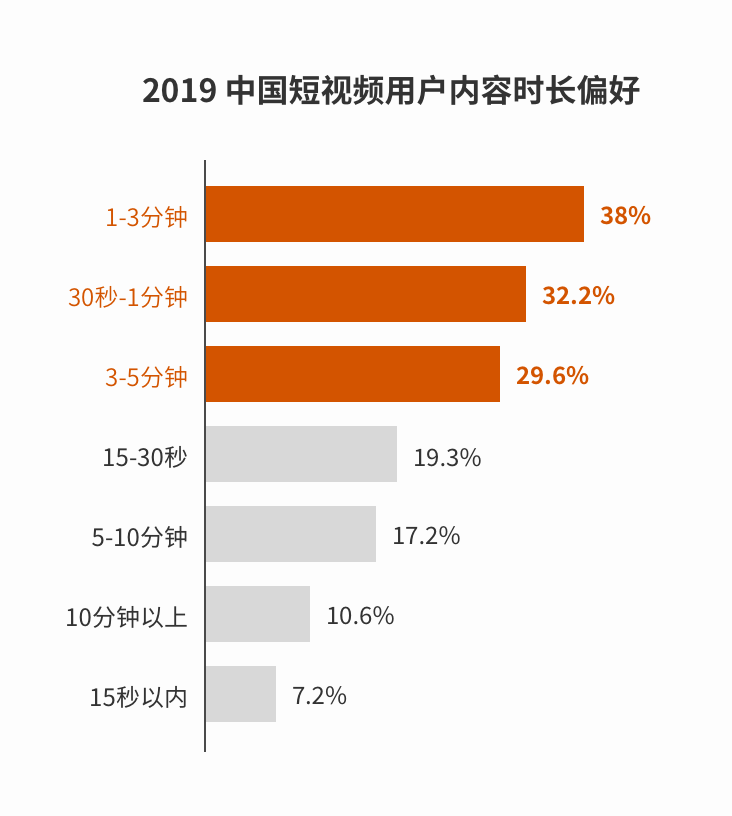 2019 中国短视频用户内容时长偏好
1-3分钟 38%
30秒-1分钟 32.2%
3-5分钟 29.6%
15-30秒 19.3%
5-10分钟 17.2%
10分钟以上 10.6%
15秒以内 7.2%